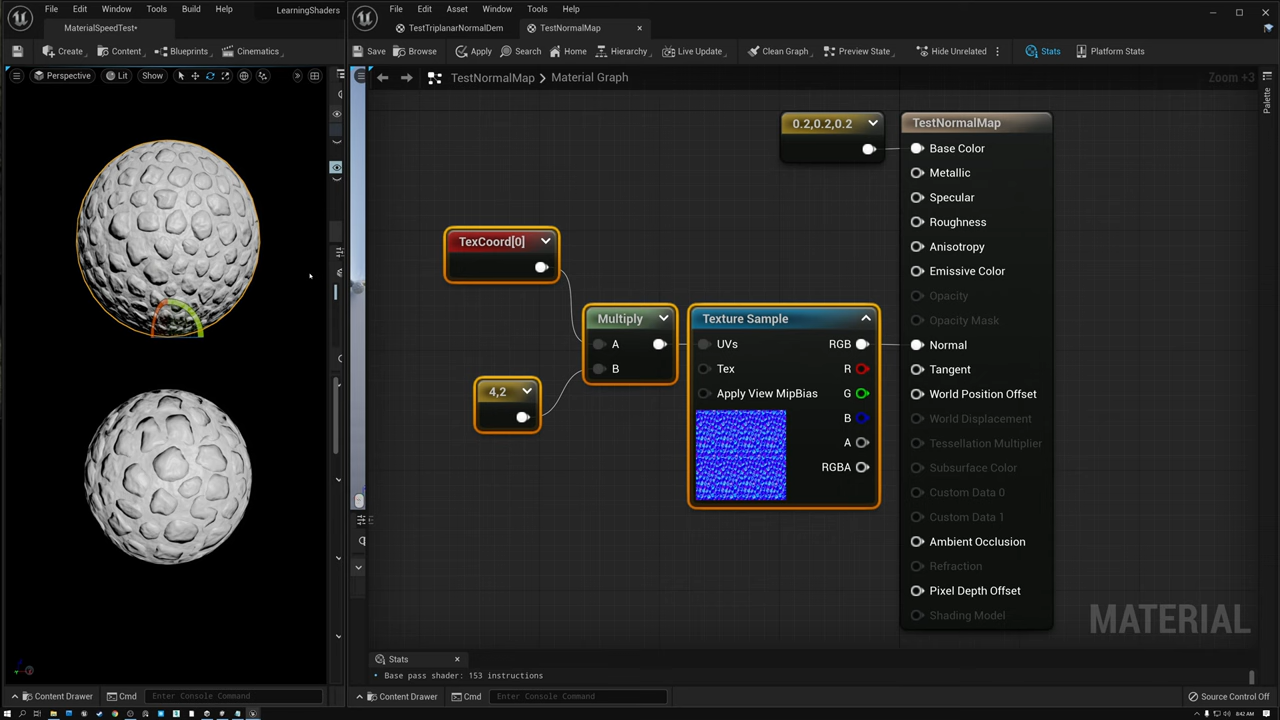 File Edit Window Tools Build Help LearningShaders
MaterialSpeedTest*
Create Content Blueprints Cinematics
Perspective Lit Show
File Edit Asset Window Tools Help
TestTriplanarNormalDem TestNormalMap
Save Browse Apply Search Home Hierarchy Live Update Clean Graph Preview State Hide Unrelated Stats Platform Stats
TestNormalMap Material Graph Zoom +3
Palette
0.2,0.2,0.2
TestNormalMap
Base Color
Metallic
Specular
Roughness
Anisotropy
Emissive Color
Opacity
Opacity Mask
Normal
Tangent
World Position Offset
World Displacement
Tessellation Multiplier
Subsurface Color
Custom Data 0
Custom Data 1
Ambient Occlusion
Refraction
Pixel Depth Offset
Shading Model
TexCoord[0]
Multiply
A
B
4,2
Texture Sample
UVs RGB
Tex R
Apply View MipBias G
B
A
RGBA
MATERIAL
Stats
Base pass shader: 153 instructions
Content Drawer Cmd Enter Console Command
Content Drawer Cmd Enter Console Command Source Control Off
8:42 AM